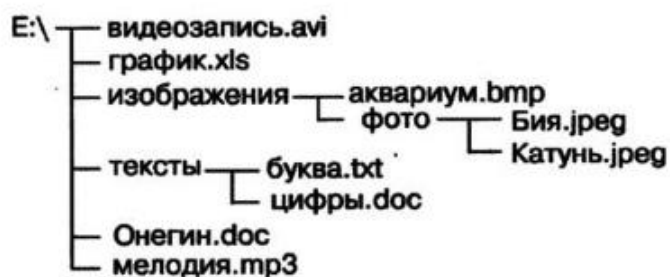 E:\ видеозапись.avi
график.xls
изображения аквариум.bmp
фото Бия.jpeg
Катунь.jpeg
тексты буква.txt
цифры.doc
Онегин.doc
мелодия.mp3